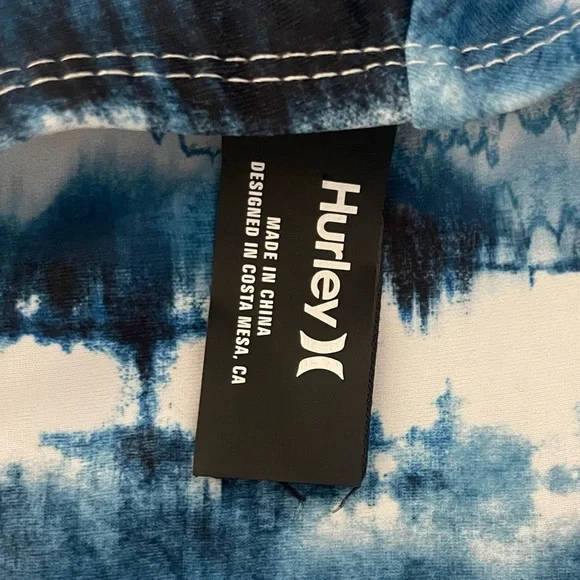 Hurley
MADE IN CHINA
DESIGNED IN COSTA MESA, CA